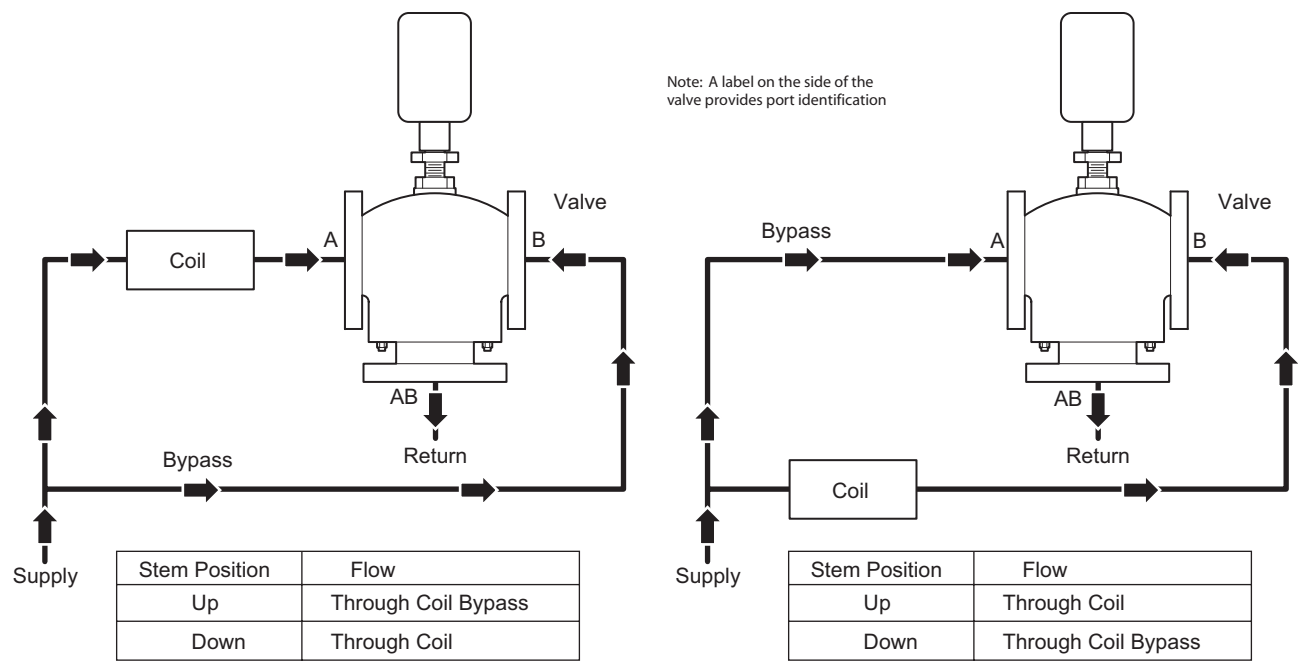 Note: A label on the side of the
valve provides port identification
Valve
A
B
Coil
AB
Bypass
Return
Supply
Stem Position Flow
Up Through Coil Bypass
Down Through Coil
Valve
Bypass
A
B
AB
Return
Coil
Supply
Stem Position Flow
Up Through Coil
Down Through Coil Bypass